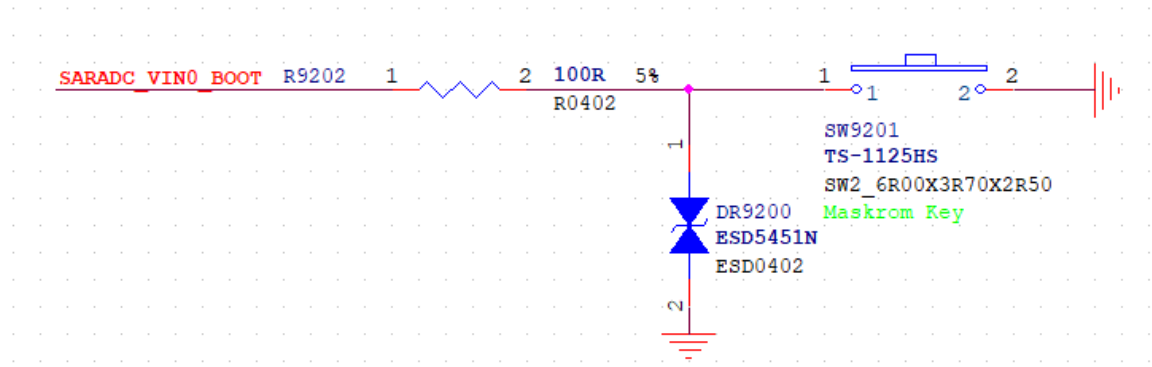 SARADC_VIN0_BOOT R9202 1 2 100R 5% 1 2
R0402
1 2
1
SW9201
TS-1125HS
SW2_6R00X3R70X2R50
DR9200 Maskrom Key
ESD5451N
ESD0402
2